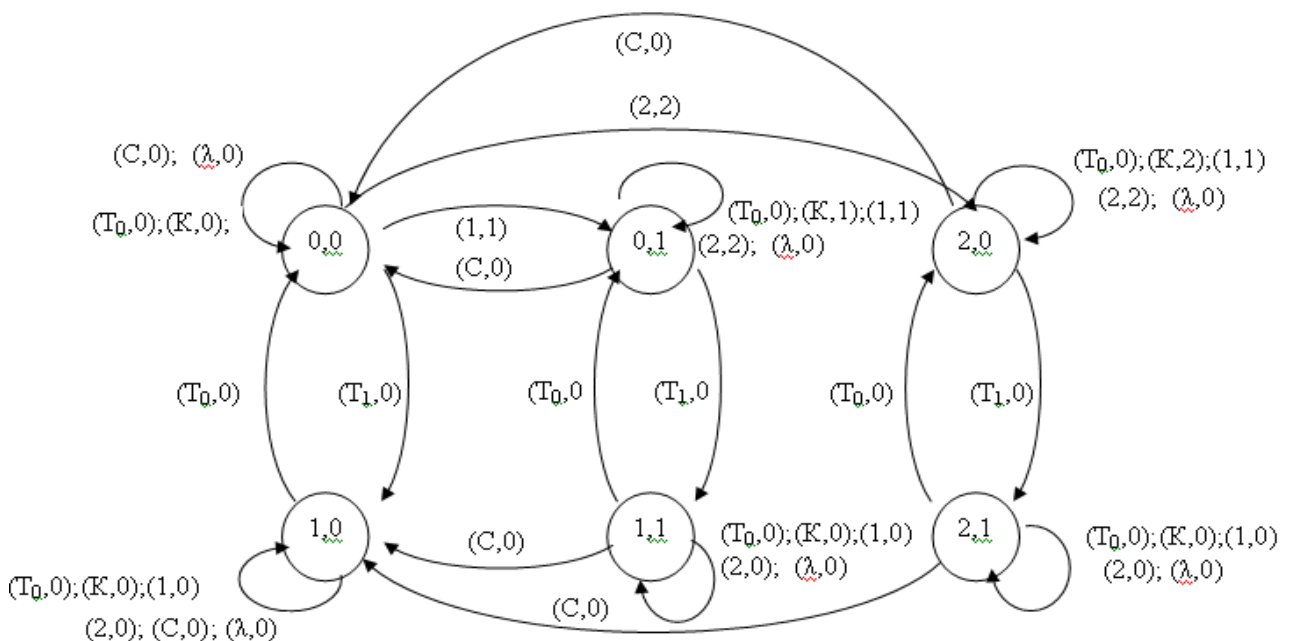 (C,0)
(2,2)
(C,0); (λ,0)
(T₀,0);(K,0);
(T₀,0);(K,2);(1,1)
(2,2); (λ,0)
(1,1)
(T₀,0);(K,1);(1,1)
(2,2); (λ,0)
0,0
0,1
2,0
(C,0)
(T₀,0)
(T₁,0)
(T₀,0
(T₁,0
(T₀,0)
(T₁,0)
1,0
1,1
2,1
(C,0)
(T₀,0);(K,0);(1,0)
(2,0); (λ,0)
(T₀,0);(K,0);(1,0)
(2,0); (λ,0)
(T₀,0);(K,0);(1,0)
(2,0); (C,0); (λ,0)
(C,0)